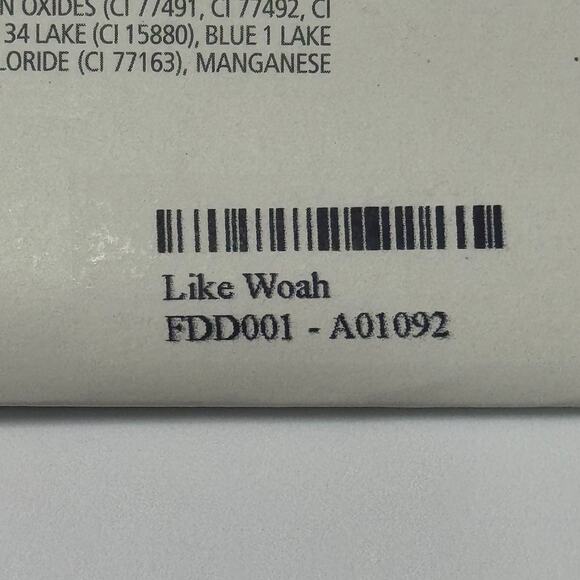 N OXIDES (CI 77491, CI 77492, CI
34 LAKE (CI 15880), BLUE 1 LAKE
LORIDE (CI 77163), MANGANESE
Like Woah
FDD001 - A01092